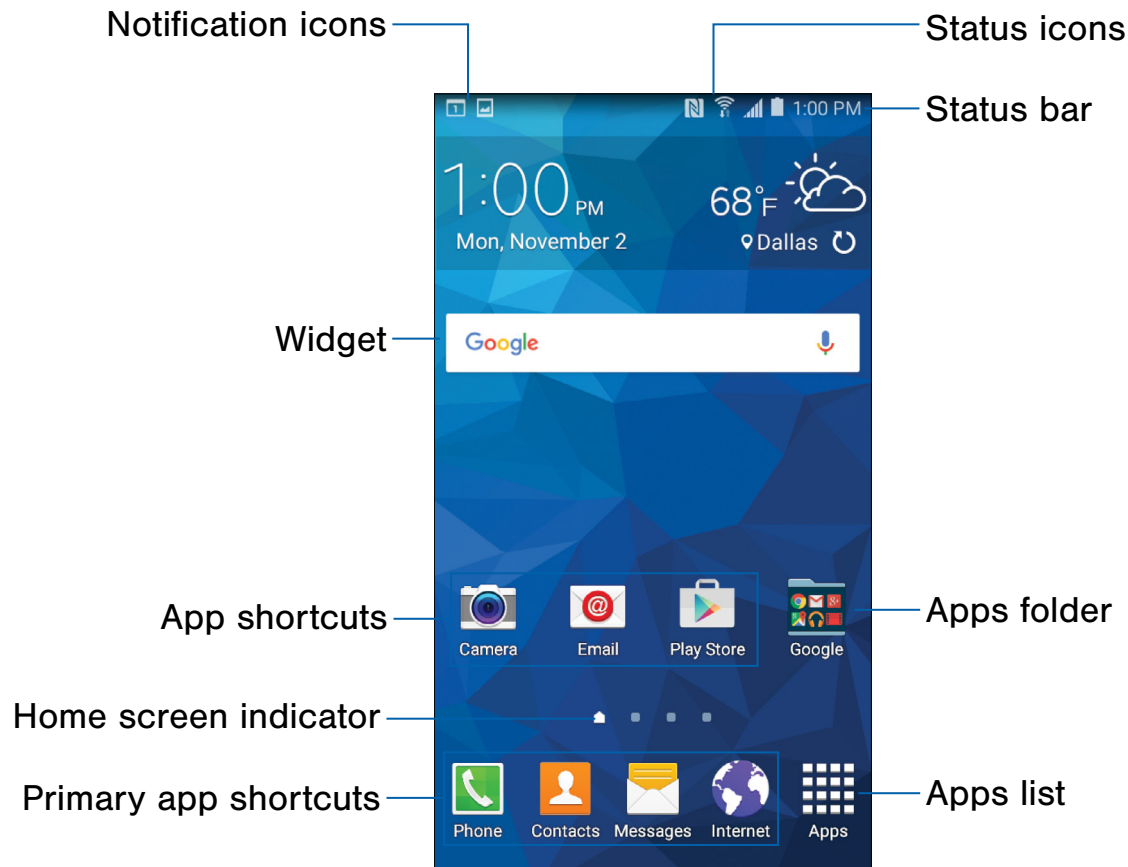 Notification icons
Status icons
1
1:00 PM
Status bar
1:00 PM
68°F
Mon, November 2
Dallas
Widget
Google
App shortcuts
Apps folder
Camera
Email
Play Store
Google
Home screen indicator
Primary app shortcuts
Apps list
Phone
Contacts
Messages
Internet
Apps